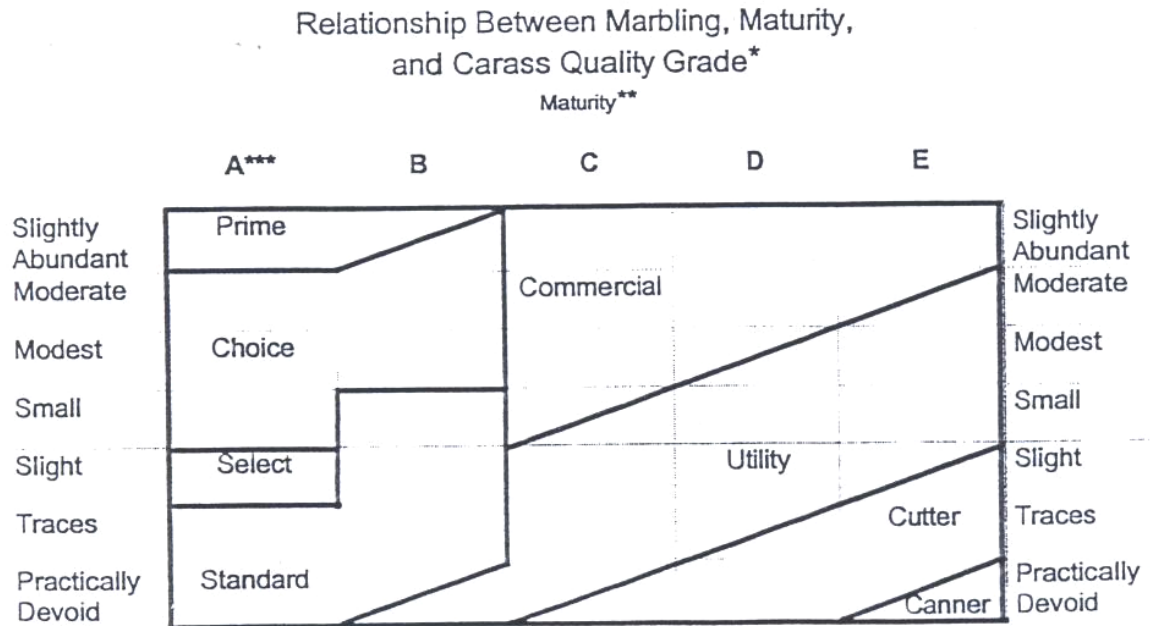 Relationship Between Marbling, Maturity,
and Carass Quality Grade*
Maturity**
A*** B C D E
Slightly Abundant Prime Slightly Abundant
Moderate Commercial Moderate
Modest Choice Modest
Small Small
Slight Select Utility Slight
Traces Cutter Traces
Practically Devoid Standard Canner Practically Devoid